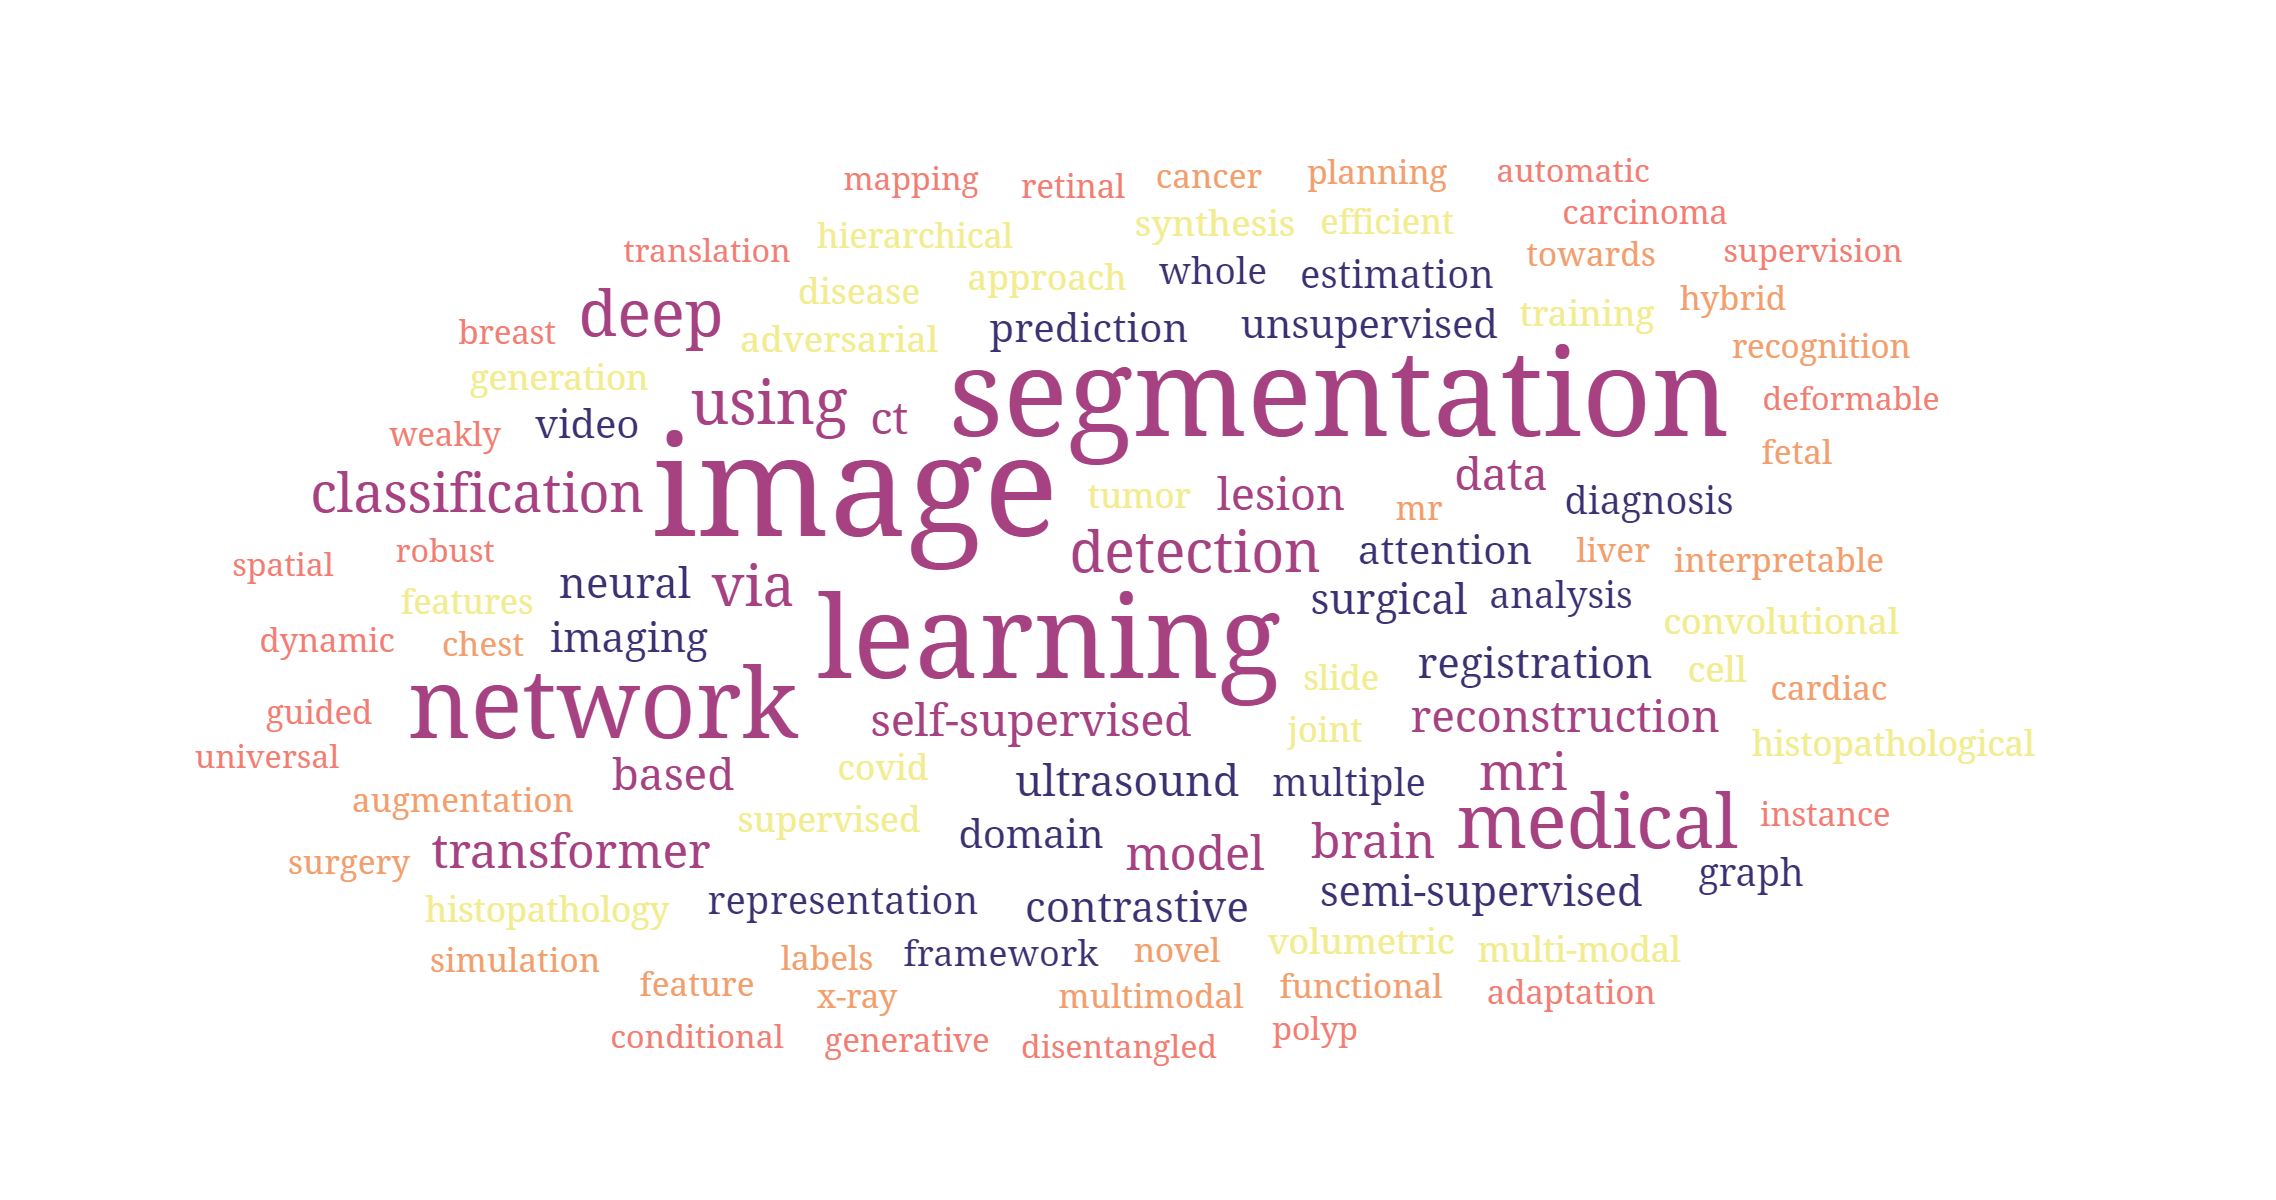 mapping retinal cancer planning automatic
hierarchical synthesis efficient carcinoma
translation disease approach whole estimation towards supervision
breast deep adversarial prediction unsupervised training hybrid
generation using ct segmentation recognition
weakly video deformable
classification image tumor lesion mr data diagnosis fetal
spatial robust detection attention liver interpretable
features neural via surgical analysis convolutional
dynamic chest imaging learning registration cell
guided network self-supervised slide reconstruction cardiac
universal based covid joint mri histopathological
augmentation supervised ultrasound multiple medical instance
surgery transformer domain model brain graph
histopathology representation contrastive semi-supervised
simulation labels framework novel volumetric multi-modal
feature x-ray multimodal functional adaptation
conditional generative disentangled polyp